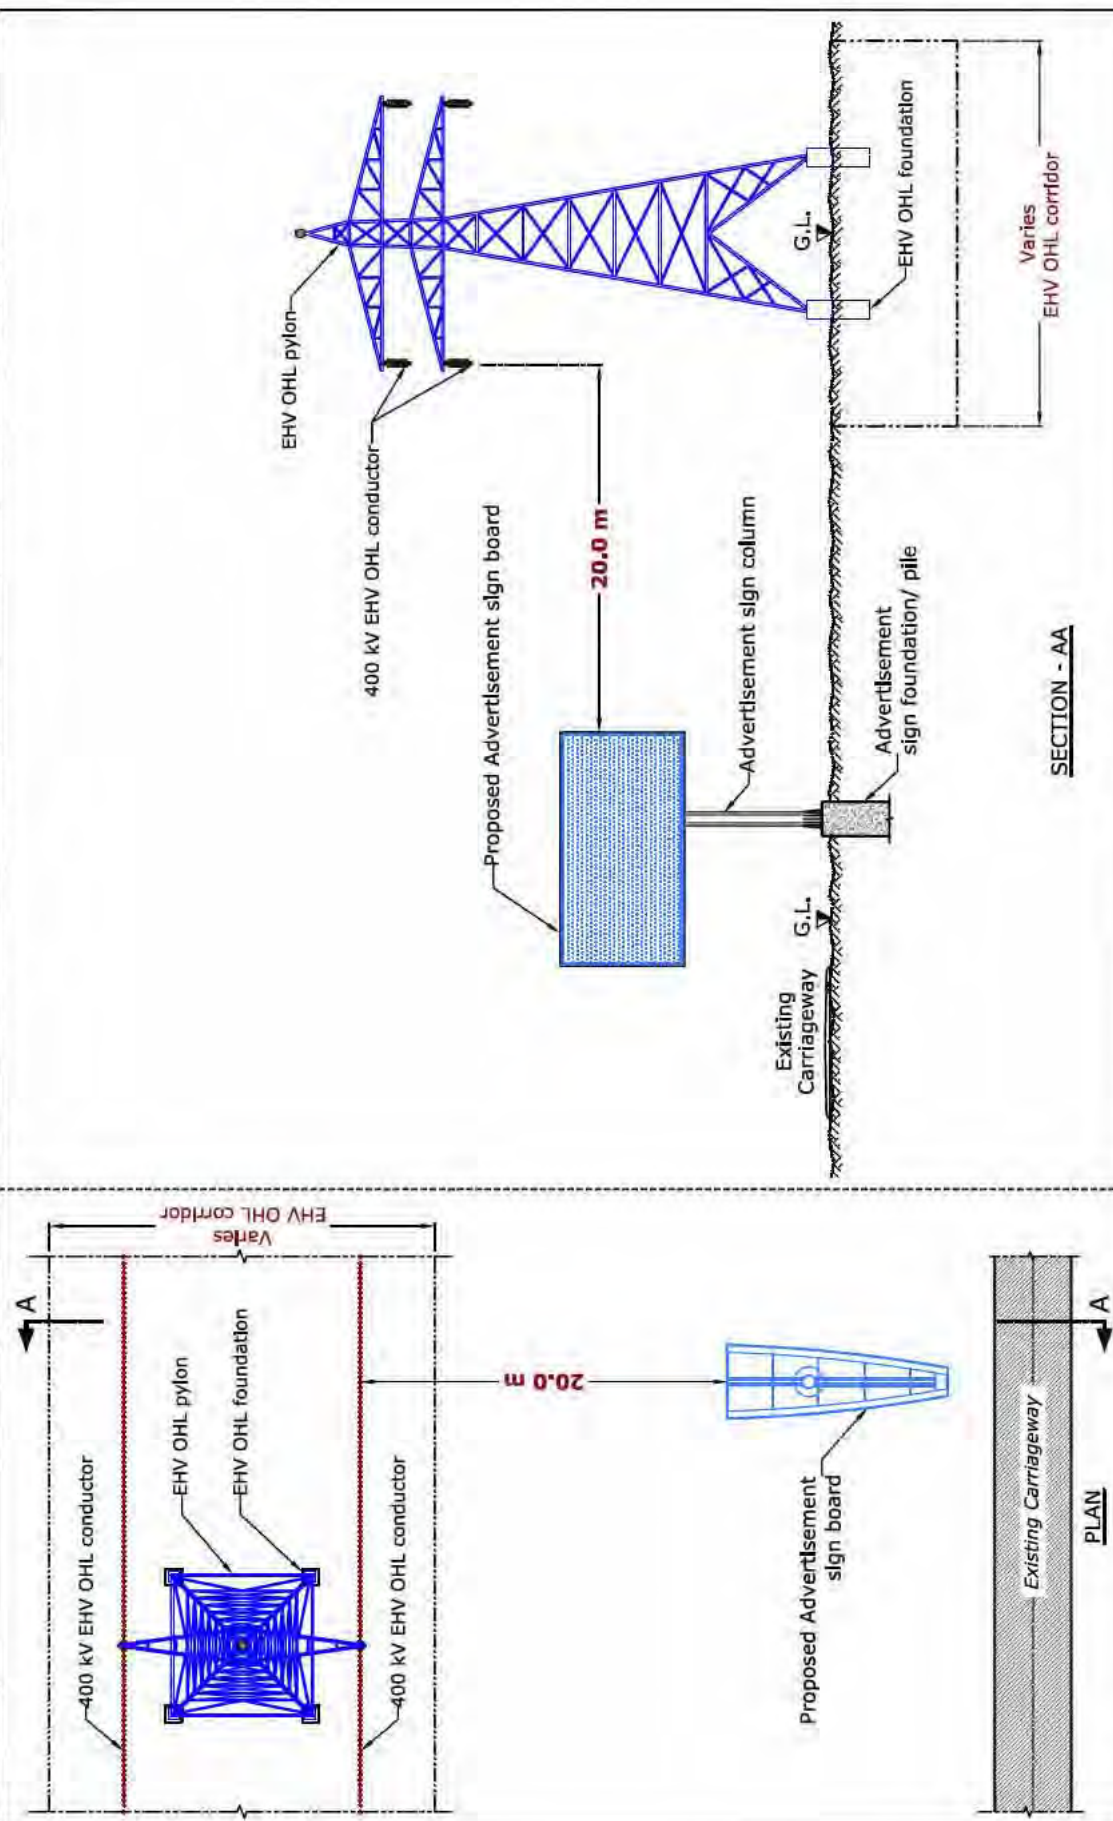 EHV OHL pylon
400 kV EHV OHL conductor
Proposed Advertisement sign board
20.0 m
Advertisement sign column
G.L.
EHV OHL foundation
Varies
EHV OHL corridor
Advertisement
sign foundation/ pile
G.L.
Existing
Carriageway
SECTION - AA
A
Varies
EHV OHL corridor
400 kV EHV OHL conductor
EHV OHL pylon
EHV OHL foundation
400 kV EHV OHL conductor
20.0 m
Proposed Advertisement
sign board
A
Existing Carriageway
PLAN